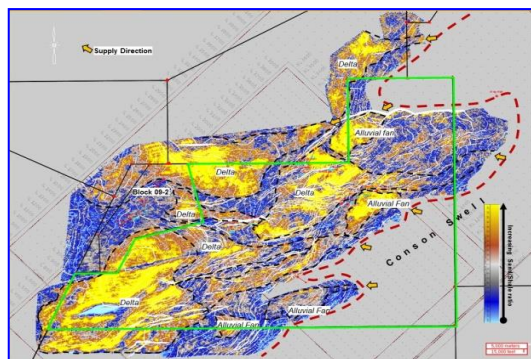 Supply Direction
Delta
Alluvial fan
Delta
Delta
Block 09-2
Alluvial Fan
Delta
Delta
Conson Swell
Delta
Alluvial Fan
Alluvial Fan
Increasing Sand/Shale ratio